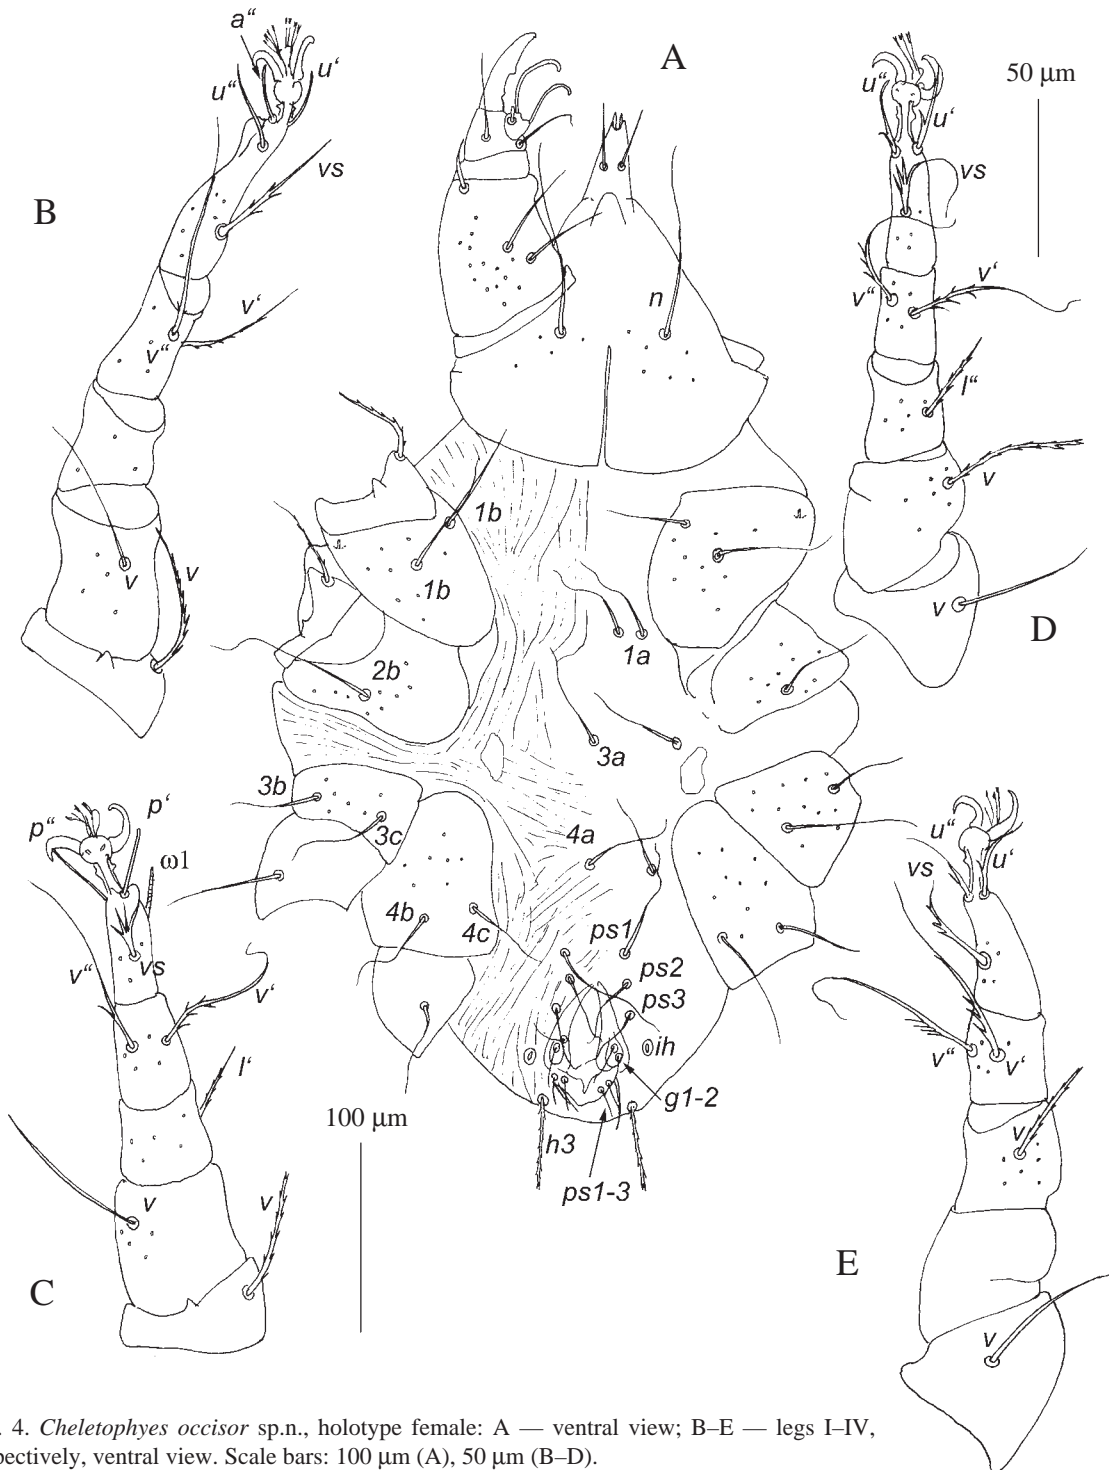 a“
u“
u‘
vs
v‘
v“
v
v
B
A
n
1b
1b
2b
1a
3a
3b
3c
4a
4b
4c
ps1
ps2
ps3
ih
g1-2
h3
ps1-3
50 µm
u“
u‘
vs
v“
v‘
l“
v
v
D
p“
p‘
ω1
vs
v“
v‘
l‘
v
v
C
100 µm
u“
u‘
vs
v“
v‘
v
v
E
. 4. Cheletophyes occisor sp.n., holotype female: A — ventral view; B–E — legs I–IV,
pectively, ventral view. Scale bars: 100 µm (A), 50 µm (B–D).